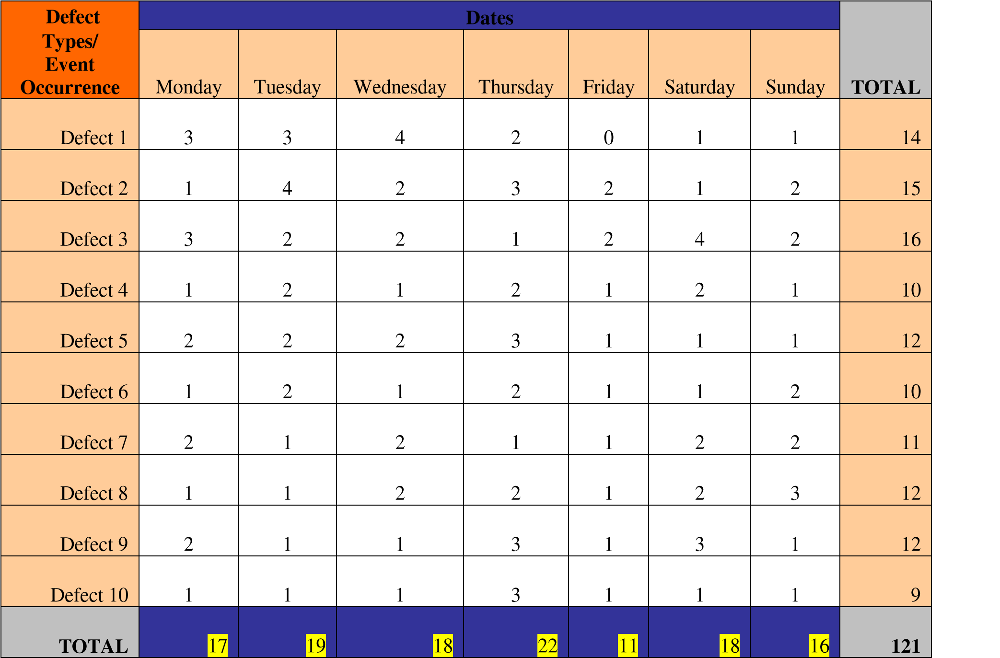 Defect
Types/
Event
Occurrence
Dates
Monday Tuesday Wednesday Thursday Friday Saturday Sunday TOTAL
Defect 1 3 3 4 2 0 1 1 14
Defect 2 1 4 2 3 2 1 2 15
Defect 3 3 2 2 1 2 4 2 16
Defect 4 1 2 1 2 1 2 1 10
Defect 5 2 2 2 3 1 1 1 12
Defect 6 1 2 1 2 1 1 2 10
Defect 7 2 1 2 1 1 2 2 11
Defect 8 1 1 2 2 1 2 3 12
Defect 9 2 1 1 3 1 3 1 12
Defect 10 1 1 1 3 1 1 1 9
TOTAL 17 19 18 22 11 18 16 121